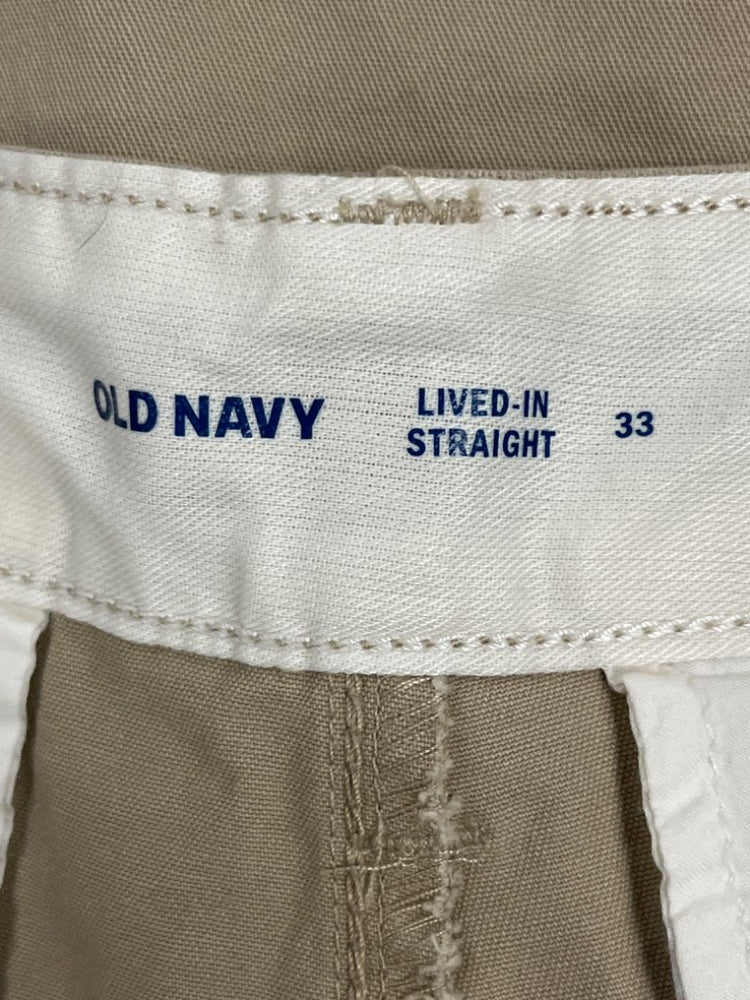 OLD NAVY
LIVED-IN
STRAIGHT
33